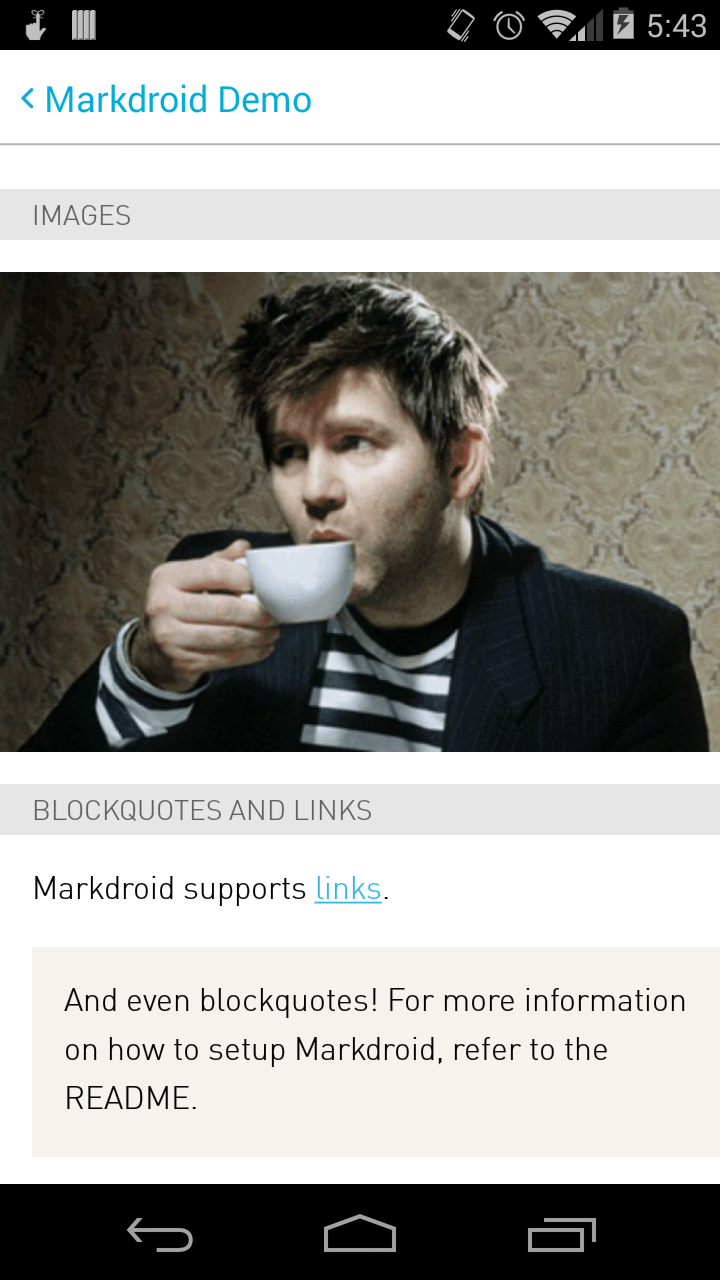 5:43
Markdroid Demo
IMAGES
BLOCKQUOTES AND LINKS
Markdroid supports links.
And even blockquotes! For more information
on how to setup Markdroid, refer to the
README.